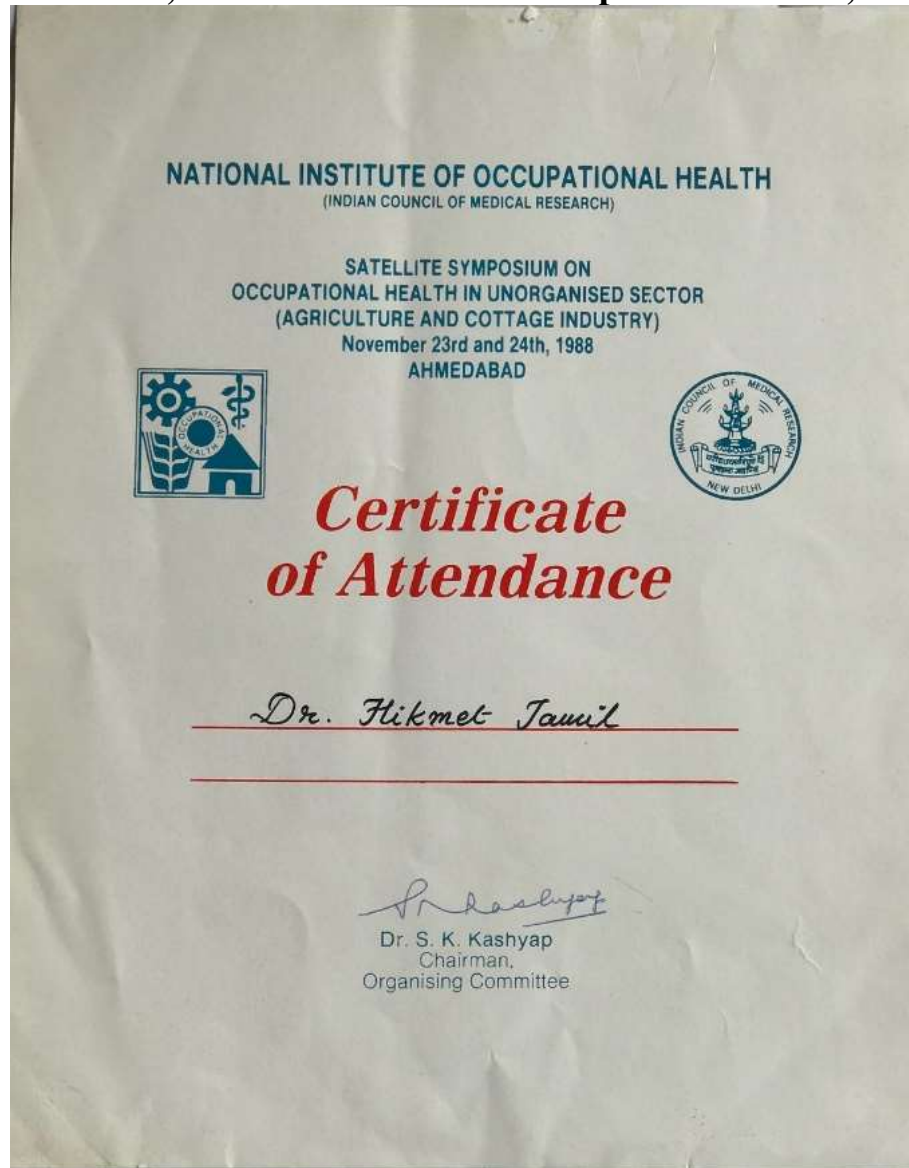 NATIONAL INSTITUTE OF OCCUPATIONAL HEALTH
(INDIAN COUNCIL OF MEDICAL RESEARCH)
SATELLITE SYMPOSIUM ON
OCCUPATIONAL HEALTH IN UNORGANISED SECTOR
(AGRICULTURE AND COTTAGE INDUSTRY)
November 23rd and 24th, 1988
AHMEDABAD
OCCUPATIONAL HEALTH
INDIAN COUNCIL OF MEDICAL RESEARCH
NEW DELHI
Certificate
of Attendance
Dr. Hikmet Jamil
Dr. S. K. Kashyap
Chairman,
Organising Committee